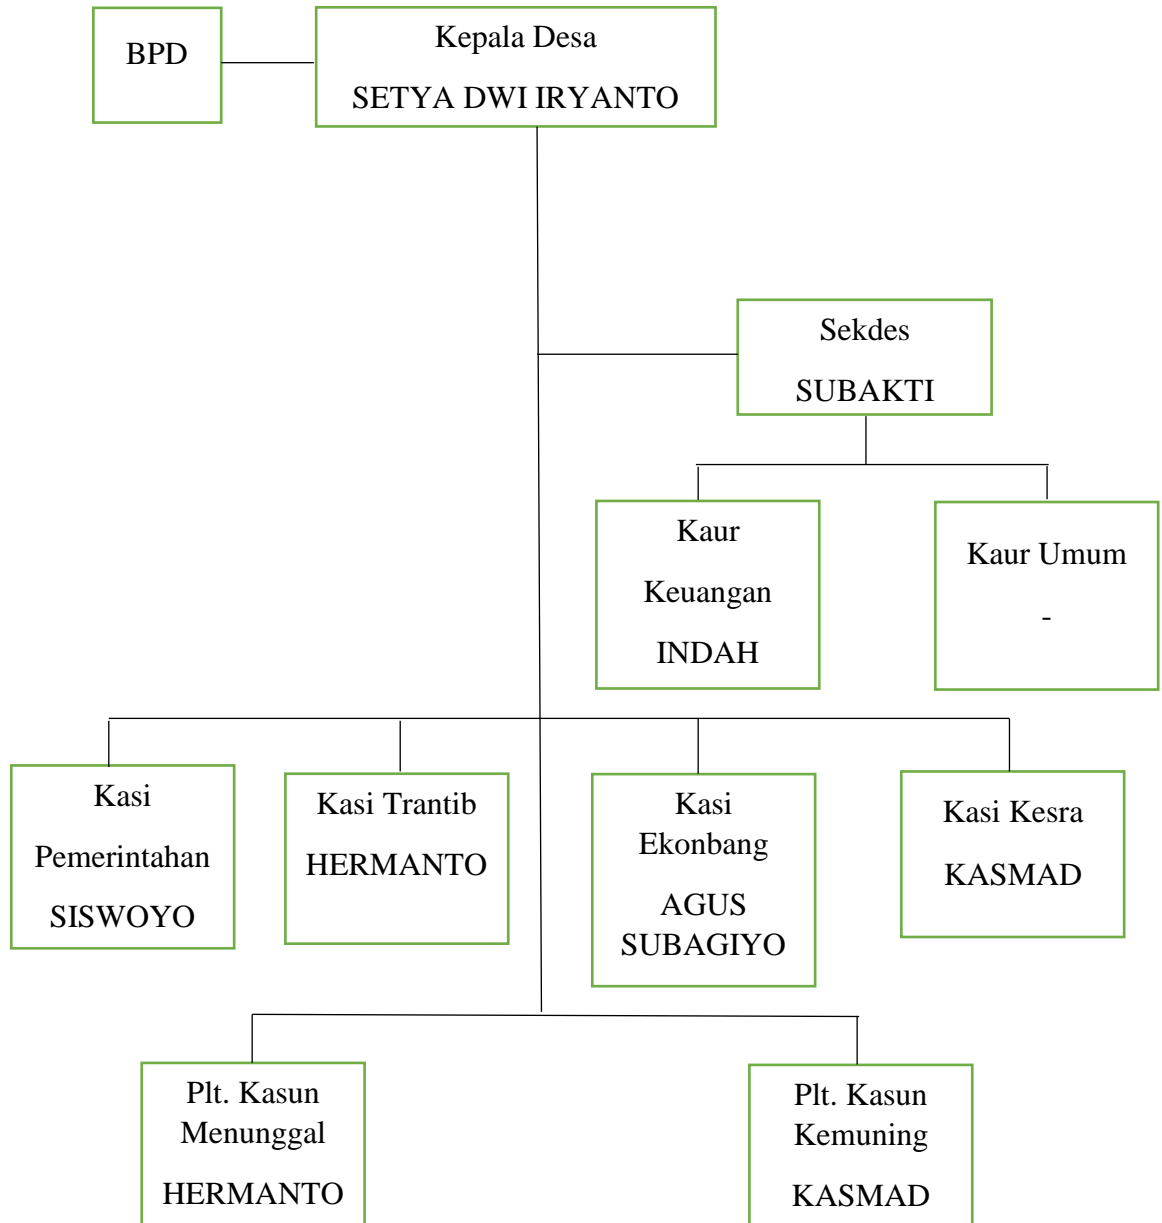 BPD
Kepala Desa
SETYA DWI IRYANTO
Sekdes
SUBAKTI
Kaur
Keuangan
INDAH
Kaur Umum
-
Kasi
Pemerintahan
SISWOYO
Kasi Trantib
HERMANTO
Kasi
Ekonbang
AGUS
SUBAGIYO
Kasi Kesra
KASMAD
Plt. Kasun
Menunggal
HERMANTO
Plt. Kasun
Kemuning
KASMAD